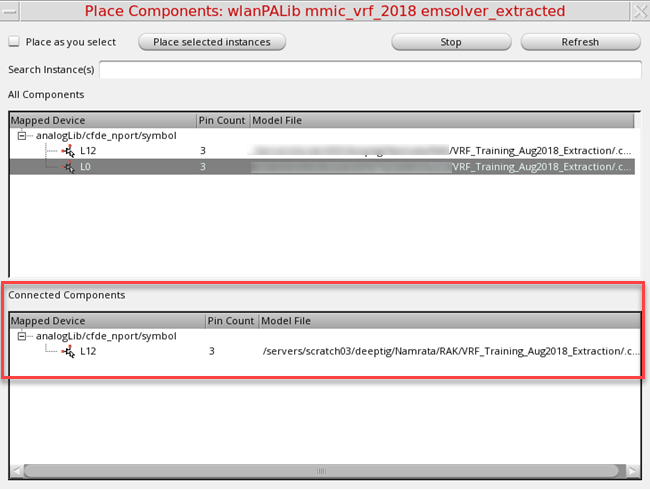 Place Components: wlanPALib mmic_vrf_2018 emsolver_extracted
Place as you select
Place selected instances
Stop
Refresh
Search Instance(s)
All Components
Mapped Device Pin Count Model File
analogLib/cfde_nport/symbol
L12 3 /VRF_Training_Aug2018_Extraction/.c...
L0 3 /VRF_Training_Aug2018_Extraction/.c...
Connected Components
Mapped Device Pin Count Model File
analogLib/cfde_nport/symbol
L12 3 /servers/scratch03/deeptig/Namrata/RAK/VRF_Training_Aug2018_Extraction/.c...